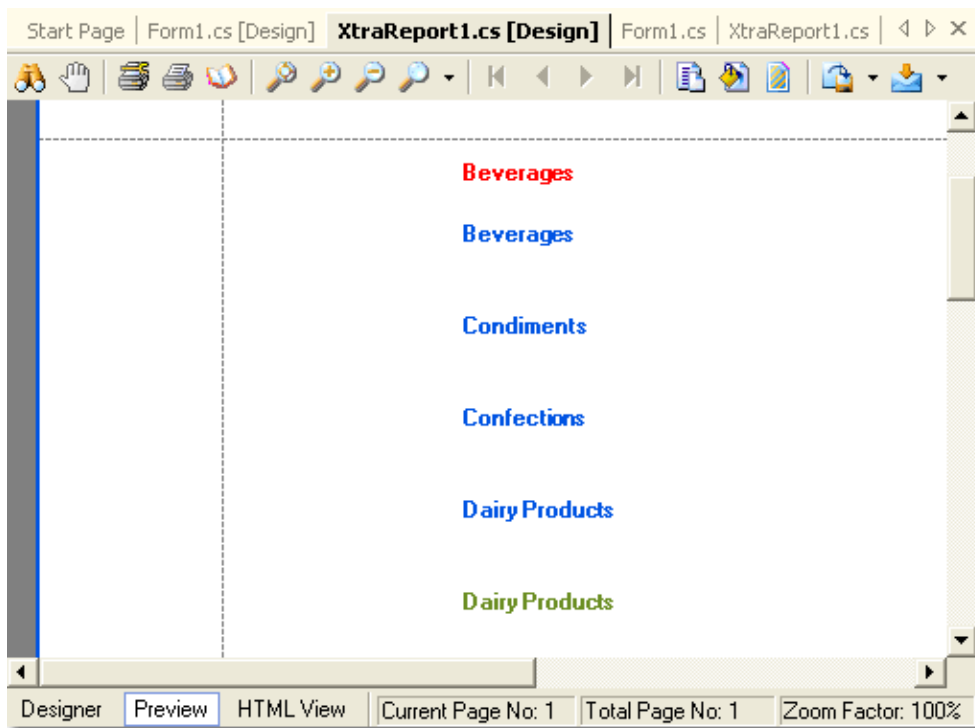 Start Page Form1.cs [Design] XtraReport1.cs [Design] Form1.cs XtraReport1.cs
Beverages
Beverages
Condiments
Confections
Dairy Products
Dairy Products
Designer Preview HTML View Current Page No: 1 Total Page No: 1 Zoom Factor: 100%